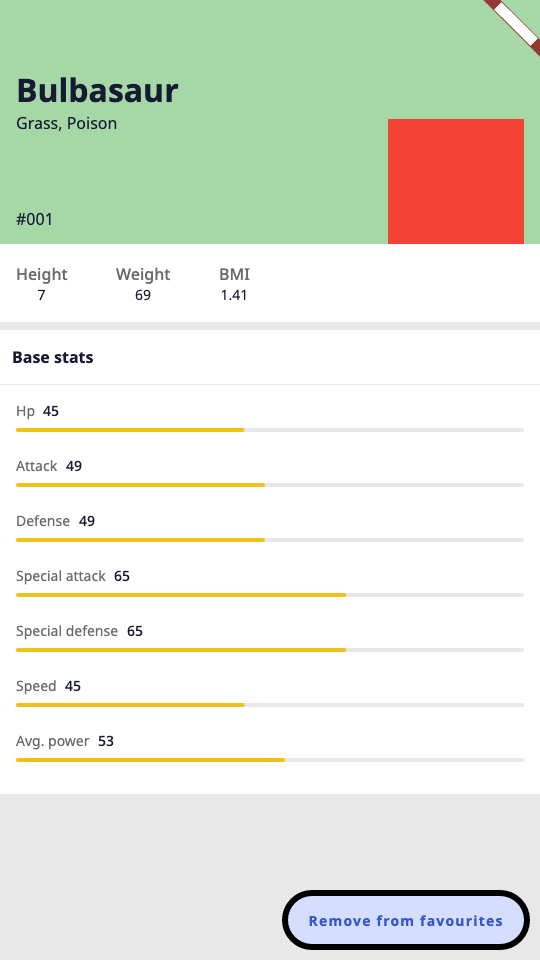 Bulbasaur
Grass, Poison
#001
Height Weight BMI
7 69 1.41
Base stats
Hp 45
Attack 49
Defense 49
Special attack 65
Special defense 65
Speed 45
Avg. power 53
Remove from favourites